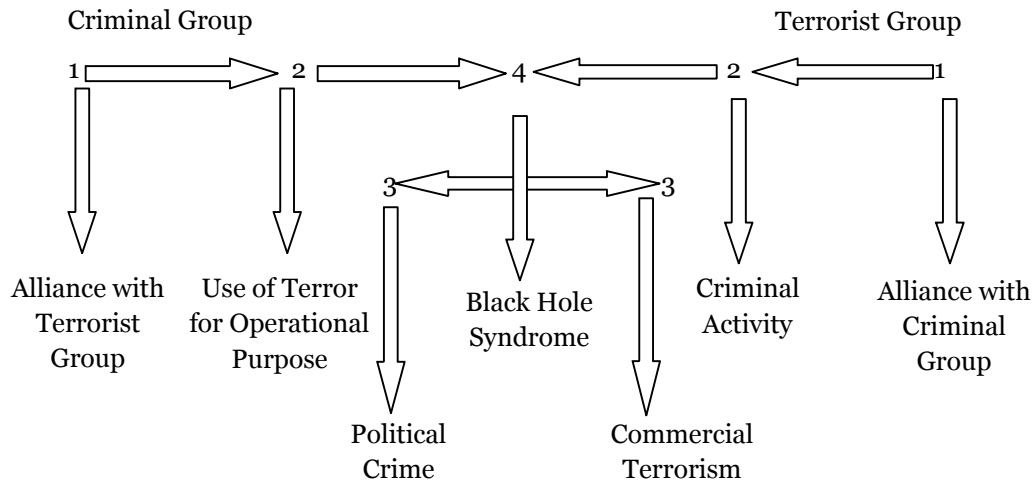 Criminal Group
Terrorist Group
1
2
4
2
1
3
3
Alliance with
Terrorist
Group
Use of Terror
for Operational
Purpose
Black Hole
Syndrome
Criminal
Activity
Alliance with
Criminal
Group
Political
Crime
Commercial
Terrorism